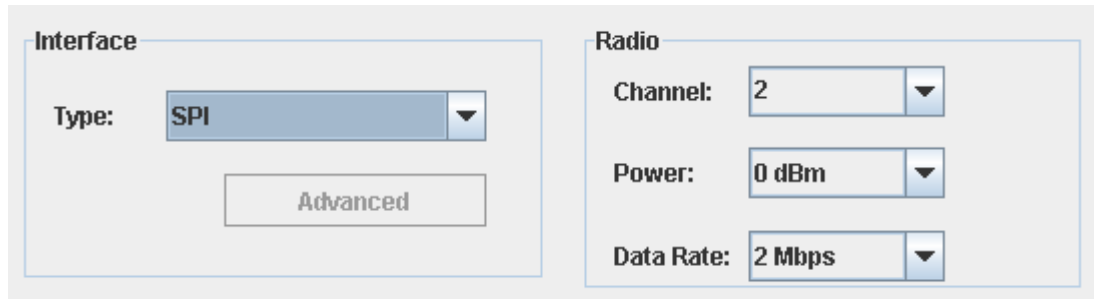 Interface
Type: SPI
Advanced
Radio
Channel: 2
Power: 0 dBm
Data Rate: 2 Mbps